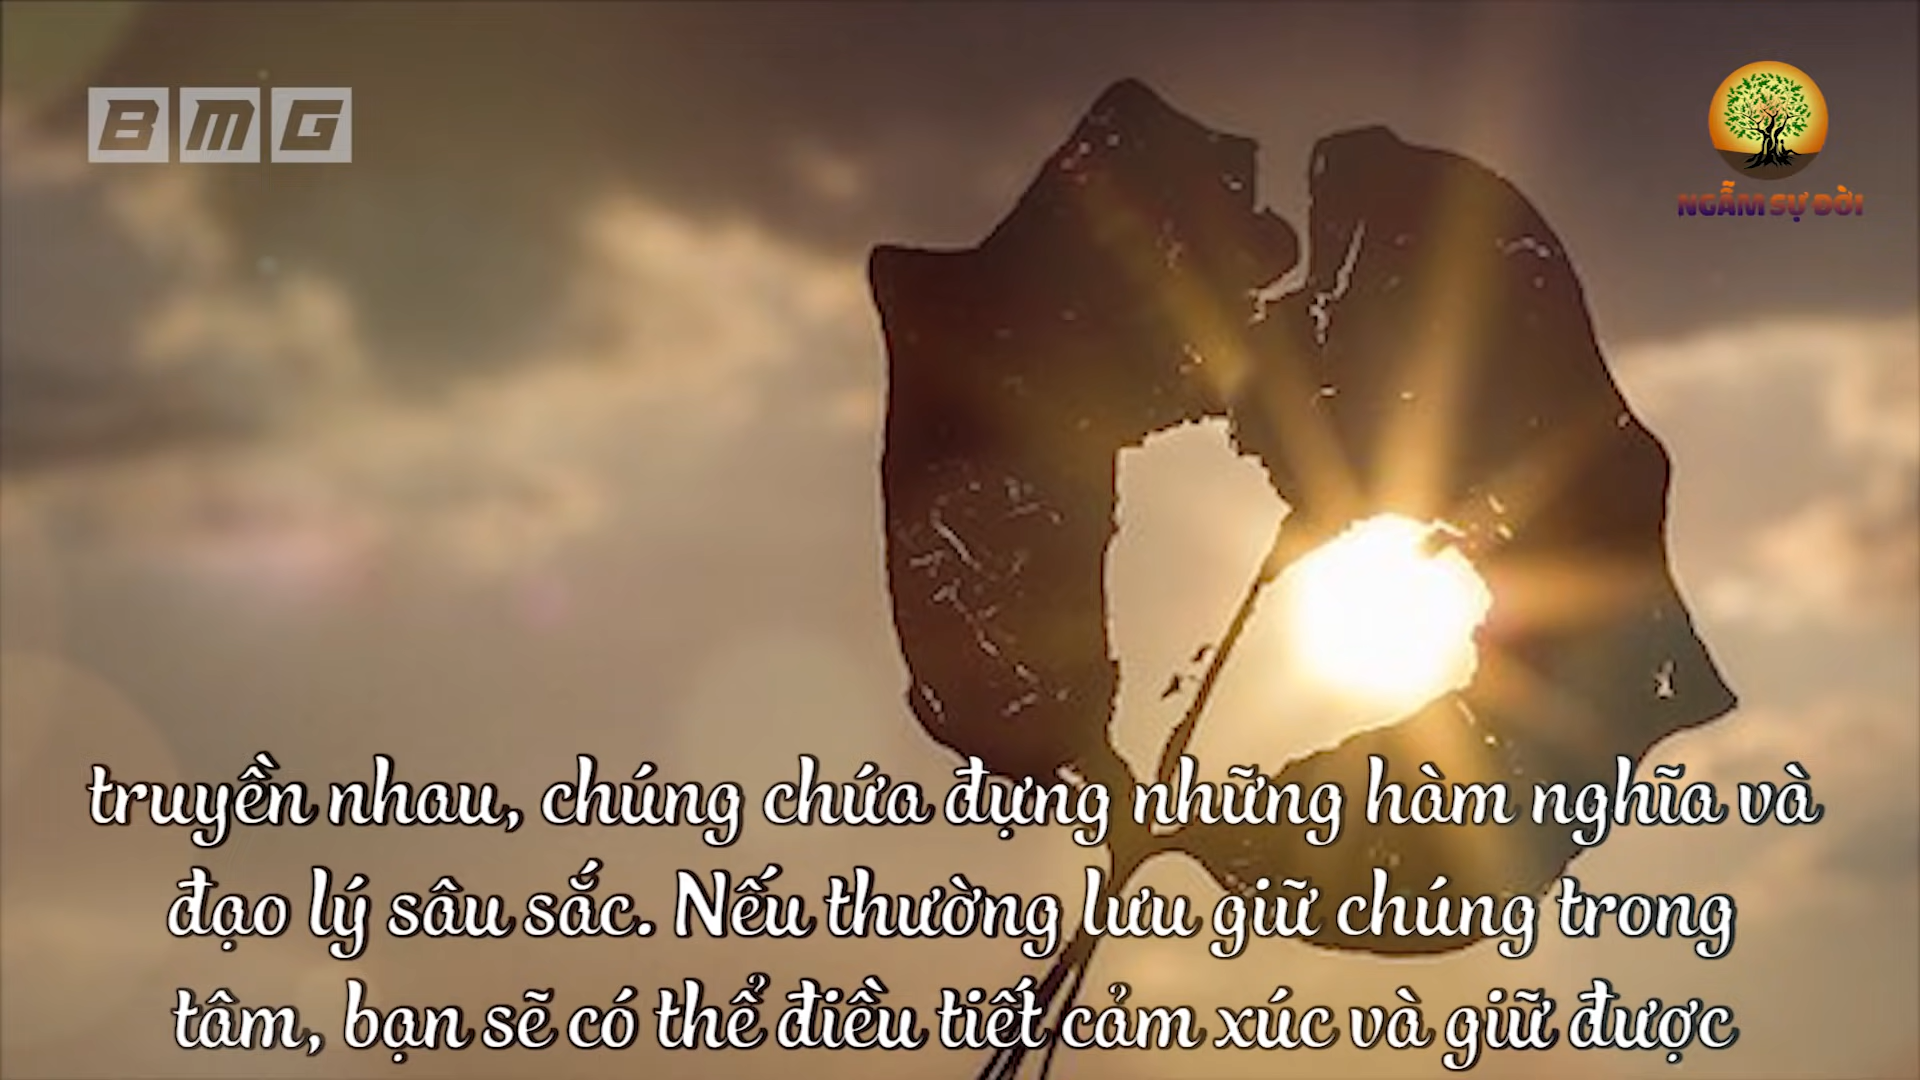 BMG
NGẪM SỰ ĐỜI
truyền nhau, chúng chứa đựng những hàm nghĩa và
đạo lý sâu sắc. Nếu thường lưu giữ chúng trong
tâm, bạn sẽ có thể điều tiết cảm xúc và giữ được